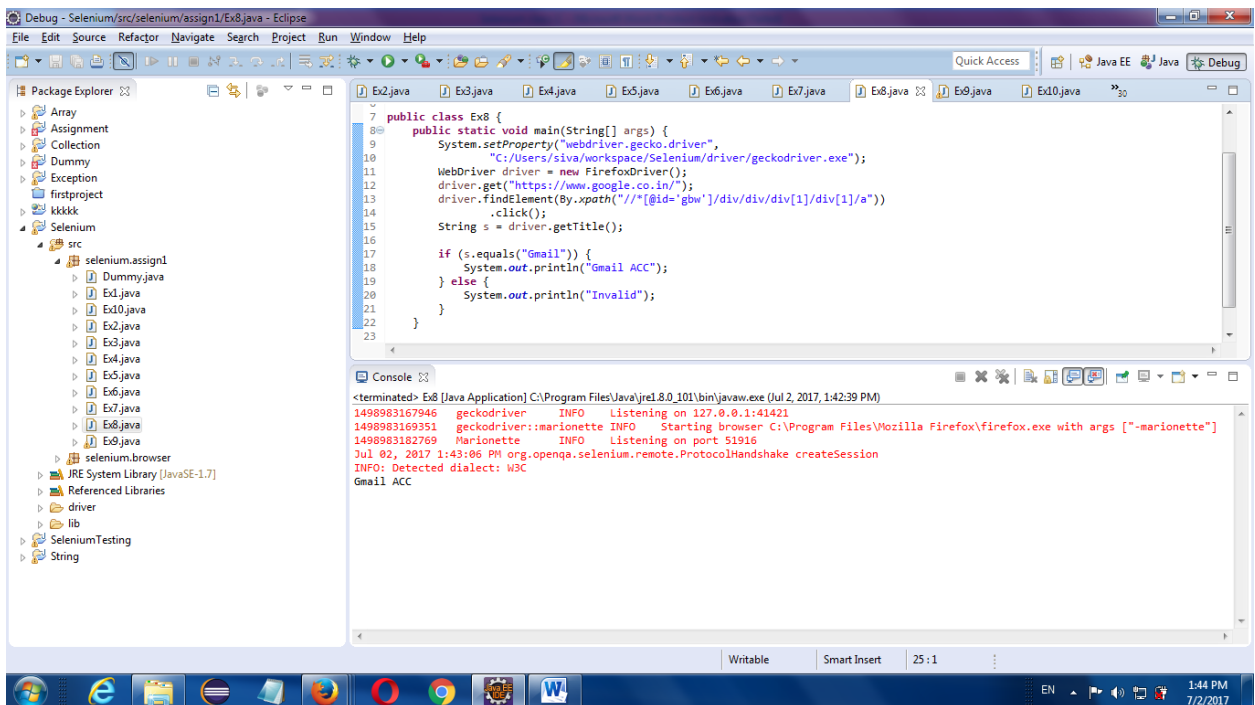 Debug - Selenium/src/selenium/assign1/Ex8.java - Eclipse
File Edit Source Refactor Navigate Search Project Run Window Help
Quick Access Java EE Java Debug
Package Explorer
Array
Assignment
Collection
Dummy
Exception
firstproject
kkkkk
Selenium
src
selenium.assign1
Dummy.java
Ex1.java
Ex10.java
Ex2.java
Ex3.java
Ex4.java
Ex5.java
Ex6.java
Ex7.java
Ex8.java
Ex9.java
selenium.browser
JRE System Library [JavaSE-1.7]
Referenced Libraries
driver
lib
SeleniumTesting
String
Ex2.java Ex3.java Ex4.java Ex5.java Ex6.java Ex7.java Ex8.java Ex9.java Ex10.java »30
7 public class Ex8 {
8 public static void main(String[] args) {
9 System.setProperty("webdriver.gecko.driver",
10 "C:/Users/siva/workspace/Selenium/driver/geckodriver.exe");
11 WebDriver driver = new FirefoxDriver();
12 driver.get("https://www.google.co.in/");
13 driver.findElement(By.xpath("//*[@id='gbw']/div/div/div[1]/div[1]/a"))
14 .click();
15 String s = driver.getTitle();
16
17 if (s.equals("Gmail")) {
18 System.out.println("Gmail ACC");
19 } else {
20 System.out.println("Invalid");
21 }
22 }
23
Console
<terminated> Ex8 [Java Application] C:\Program Files\Java\jre1.8.0_101\bin\javaw.exe (Jul 2, 2017, 1:42:39 PM)
1498983167946 geckodriver INFO Listening on 127.0.0.1:41421
1498983169351 geckodriver::marionette INFO Starting browser C:\Program Files\Mozilla Firefox\firefox.exe with args ["-marionette"]
1498983182769 Marionette INFO Listening on port 51916
Jul 02, 2017 1:43:06 PM org.openqa.selenium.remote.ProtocolHandshake createSession
INFO: Detected dialect: W3C
Gmail ACC
Writable Smart Insert 25 : 1
EN 1:44 PM
7/2/2017